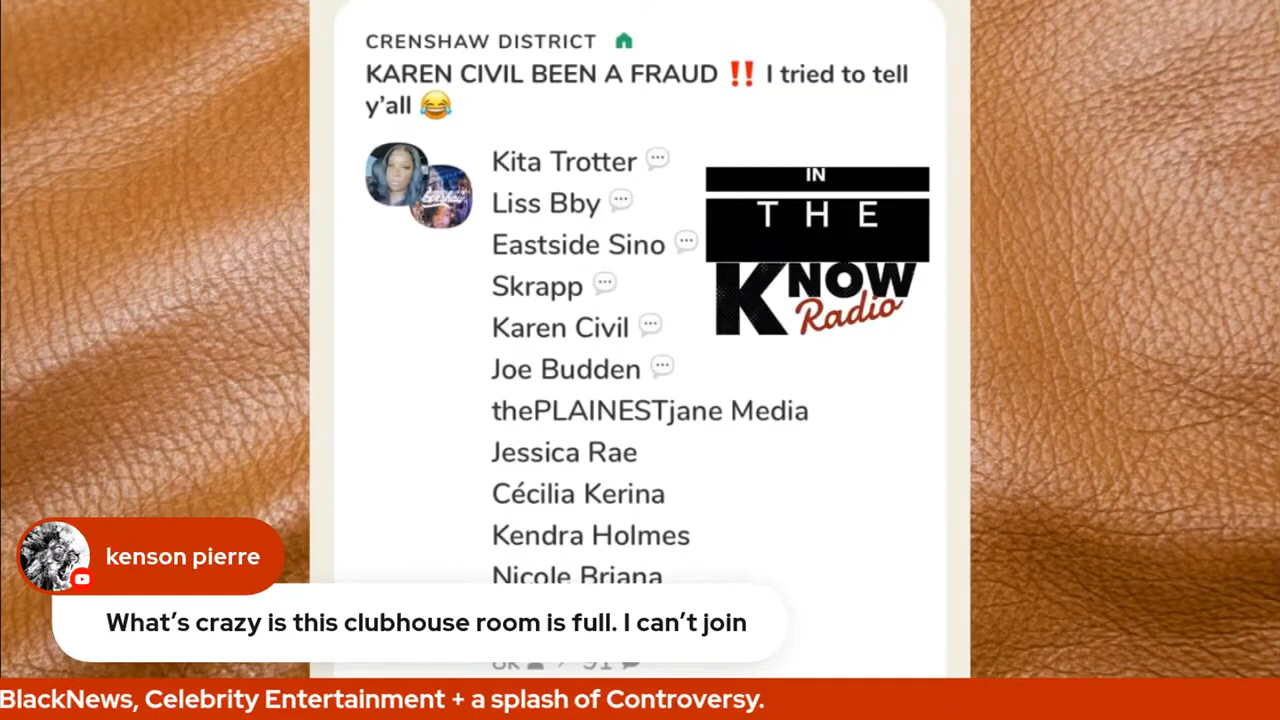 CRENSHAW DISTRICT
KAREN CIVIL BEEN A FRAUD ‼️ I tried to tell
y’all 😂
Kita Trotter
Liss Bby
Eastside Sino
Skrapp
Karen Civil
Joe Budden
thePLAINESTjane Media
Jessica Rae
Cécilia Kerina
Kendra Holmes
Nicole Briana
IN
THE
KNOW
Radio
kenson pierre
What’s crazy is this clubhouse room is full. I can’t join
BlackNews, Celebrity Entertainment + a splash of Controversy.